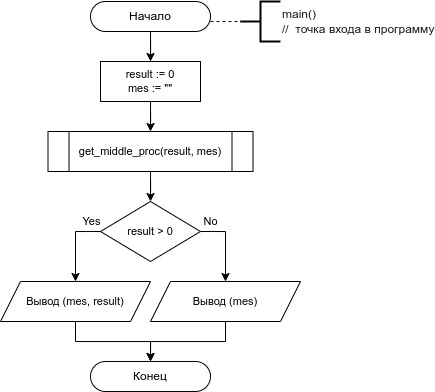 Начало
main()
// точка входа в программу
result := 0
mes := ""
get_middle_proc(result, mes)
Yes
result > 0
No
Вывод (mes, result)
Вывод (mes)
Конец